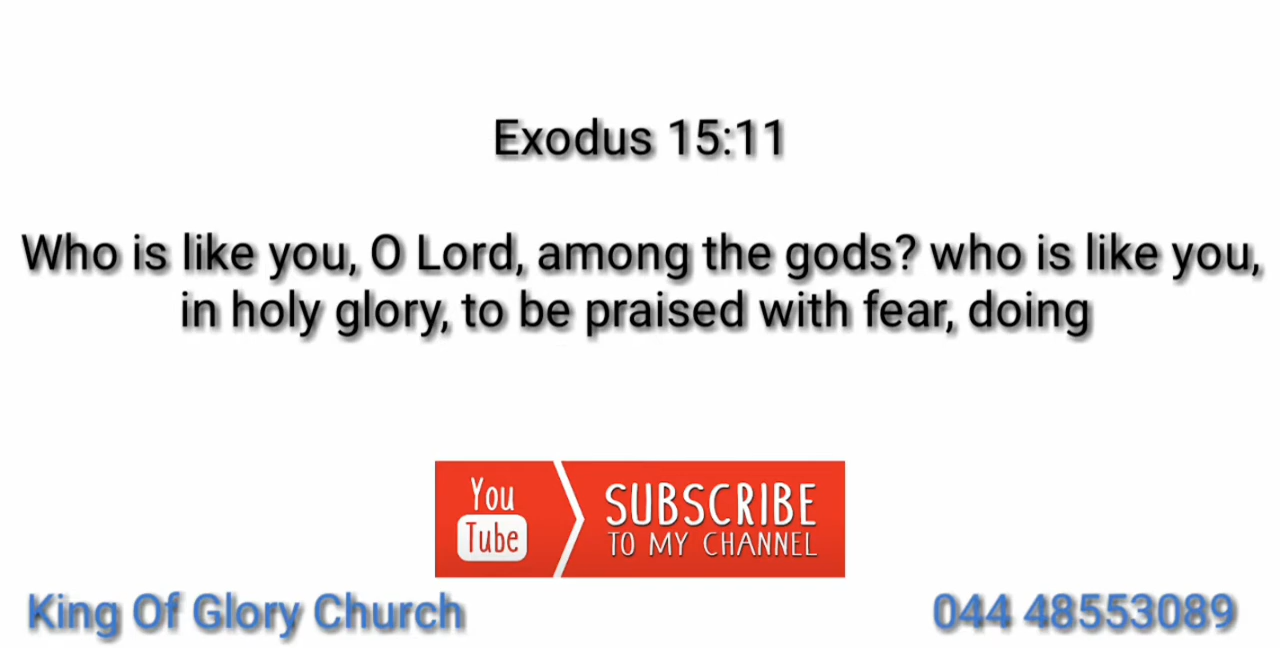 Exodus 15:11
Who is like you, O Lord, among the gods? who is like you,
in holy glory, to be praised with fear, doing
You
Tube
SUBSCRIBE
TO MY CHANNEL
King Of Glory Church
044 48553089